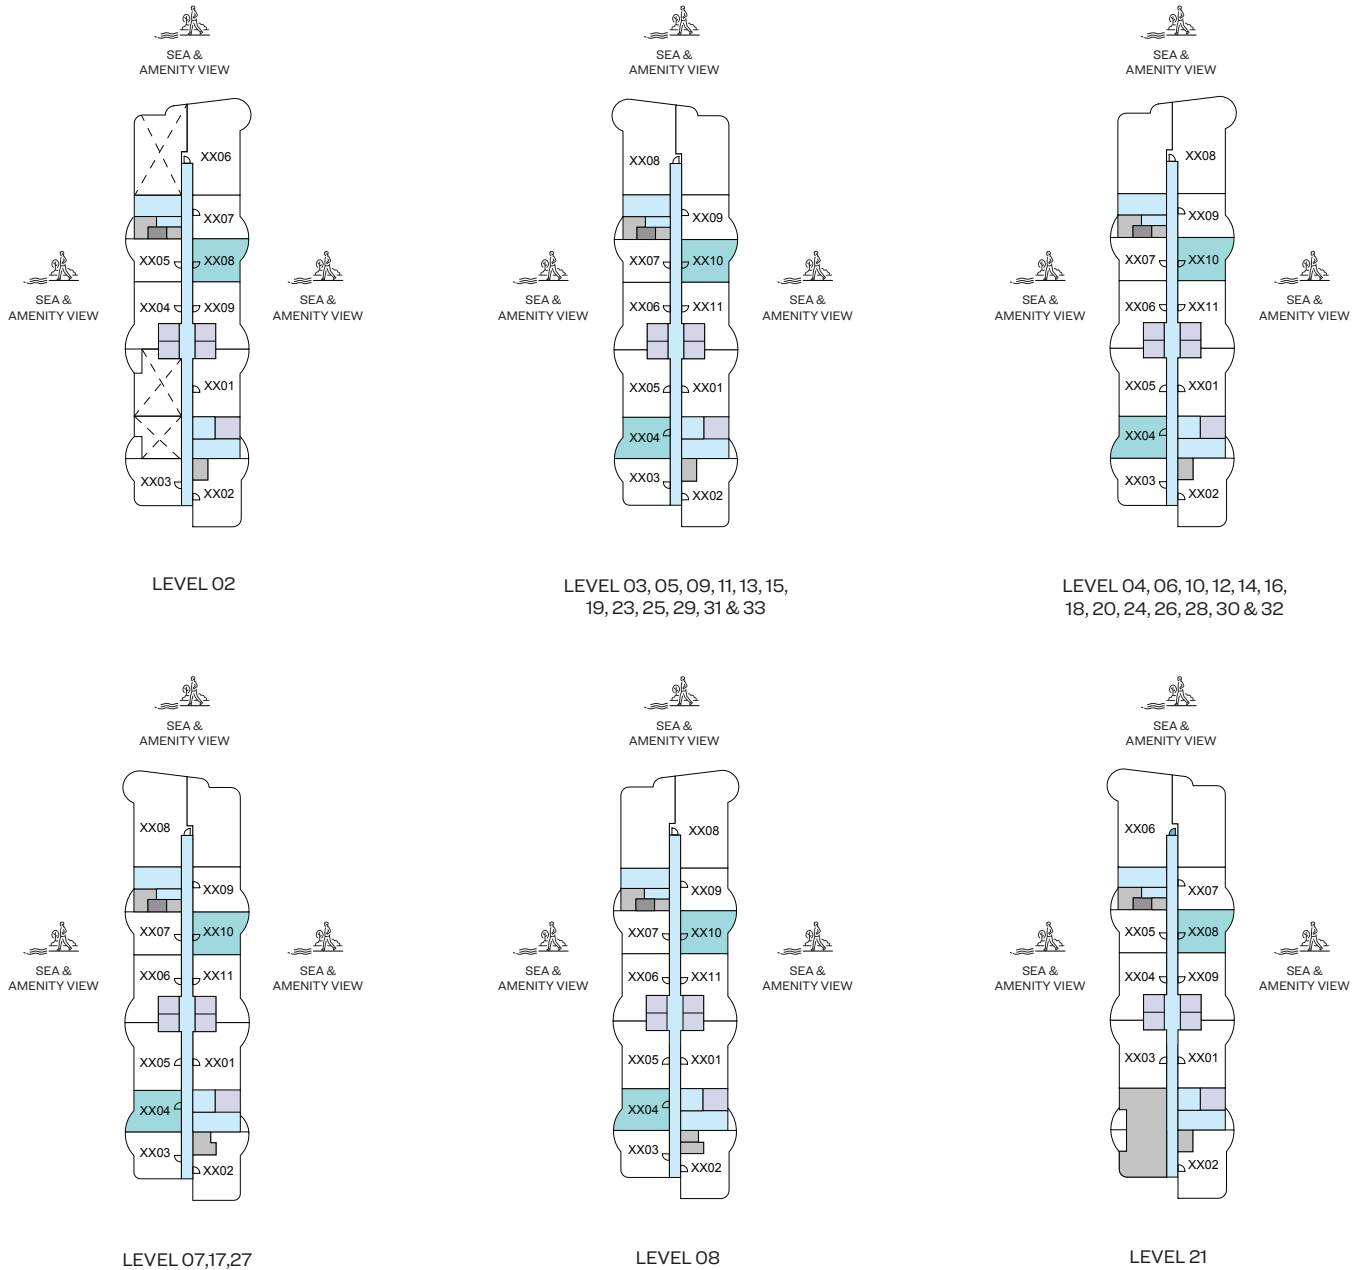 SEA &
AMENITY VIEW
XX06
XX07
XX05
XX08
XX04
XX09
XX01
XX03
XX02
SEA &
AMENITY VIEW
SEA &
AMENITY VIEW
LEVEL 02
SEA &
AMENITY VIEW
XX08
XX09
XX07
XX10
XX06
XX11
XX05
XX01
XX04
XX03
XX02
SEA &
AMENITY VIEW
SEA &
AMENITY VIEW
LEVEL 03, 05, 09, 11, 13, 15,
19, 23, 25, 29, 31 & 33
SEA &
AMENITY VIEW
XX08
XX09
XX07
XX10
XX06
XX11
XX05
XX01
XX04
XX03
XX02
SEA &
AMENITY VIEW
SEA &
AMENITY VIEW
LEVEL 04, 06, 10, 12, 14, 16,
18, 20, 24, 26, 28, 30 & 32
SEA &
AMENITY VIEW
XX08
XX09
XX07
XX10
XX06
XX11
XX05
XX01
XX04
XX03
XX02
SEA &
AMENITY VIEW
SEA &
AMENITY VIEW
LEVEL 07,17,27
SEA &
AMENITY VIEW
XX08
XX09
XX07
XX10
XX06
XX11
XX05
XX01
XX04
XX03
XX02
SEA &
AMENITY VIEW
SEA &
AMENITY VIEW
LEVEL 08
SEA &
AMENITY VIEW
XX06
XX07
XX05
XX08
XX04
XX09
XX03
XX01
XX02
SEA &
AMENITY VIEW
SEA &
AMENITY VIEW
LEVEL 21